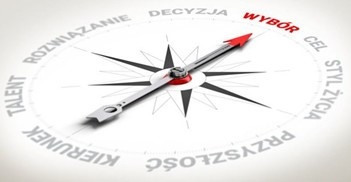 DECYZJA
WYBÓR
CEL
STYL ŻYCIA
PRZYSZŁOŚĆ
KIERUNEK
TALENT
ROZWIĄZANIE